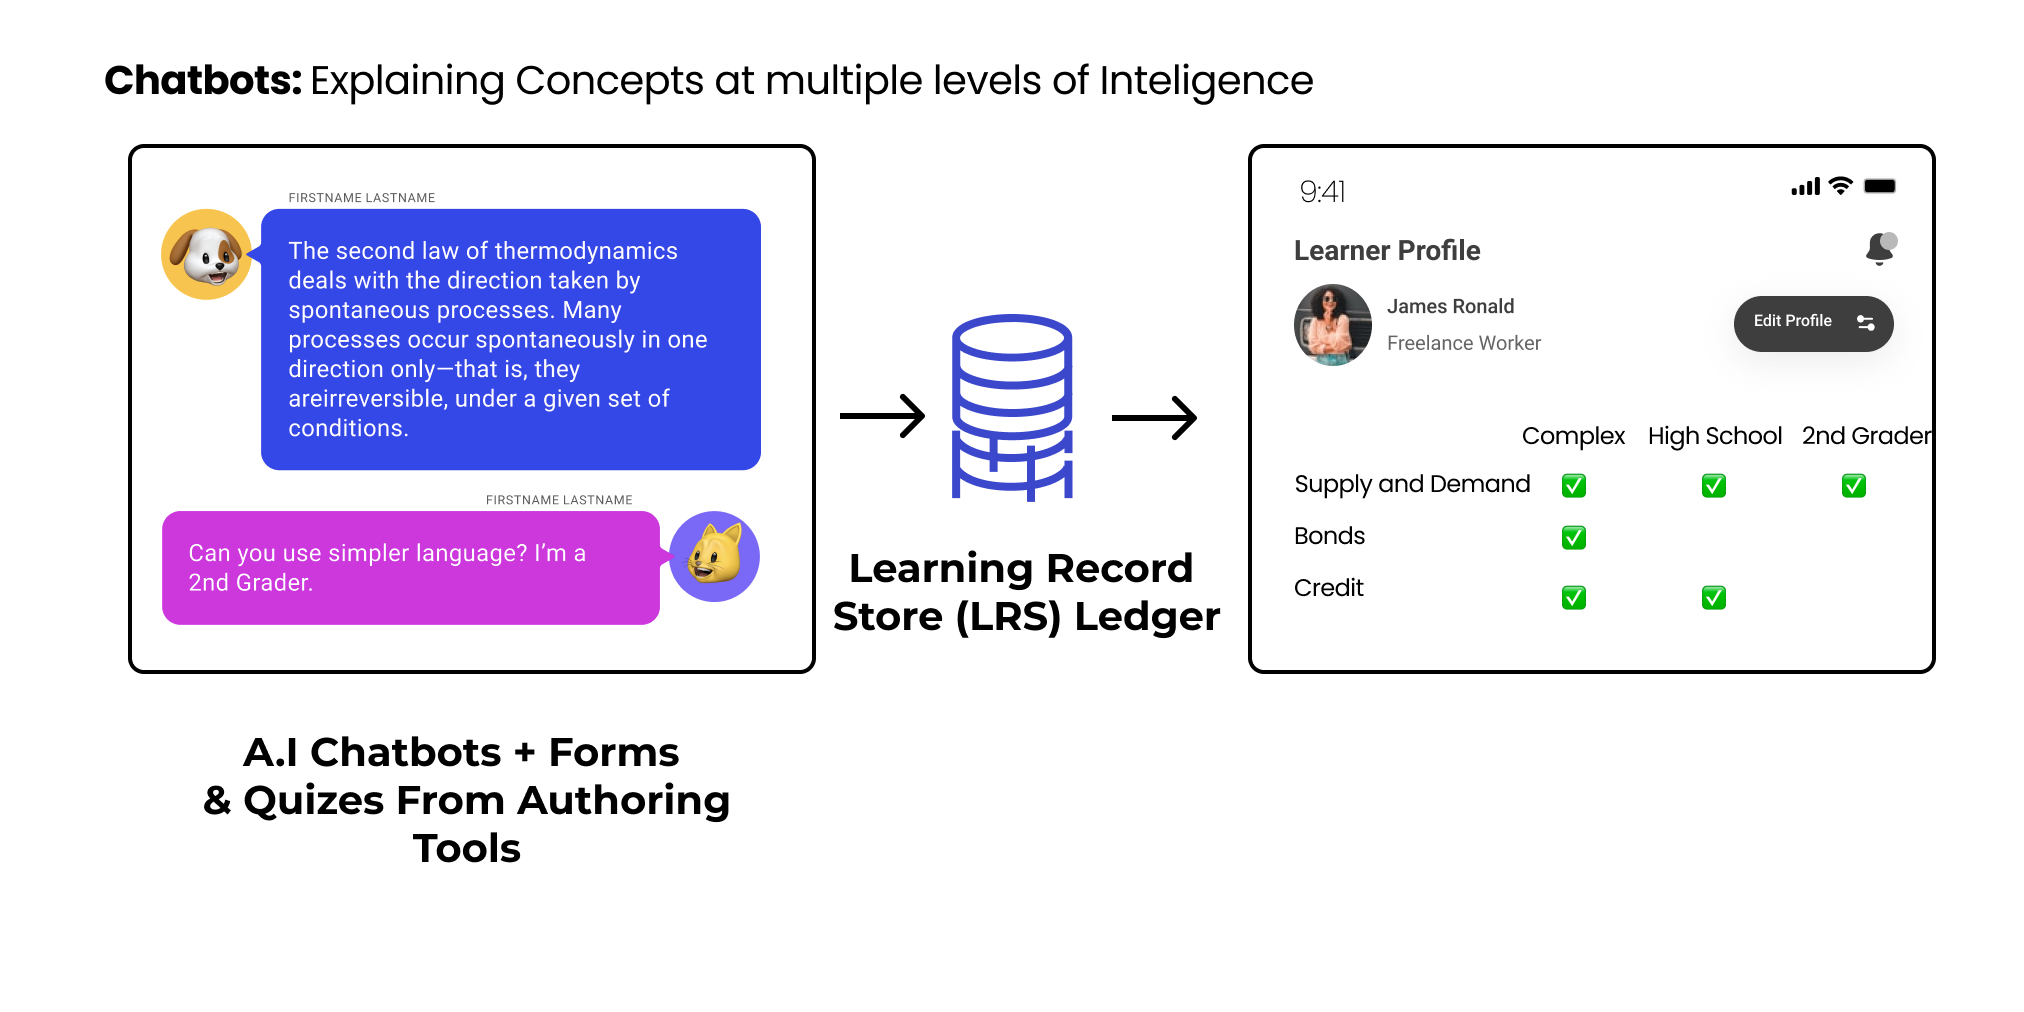 Chatbots: Explaining Concepts at multiple levels of Inteligence
FIRSTNAME LASTNAME
The second law of thermodynamics
deals with the direction taken by
spontaneous processes. Many
processes occur spontaneously in one
direction only—that is, they
areirreversible, under a given set of
conditions.
FIRSTNAME LASTNAME
Can you use simpler language? I’m a
2nd Grader.
A.I Chatbots + Forms
& Quizes From Authoring
Tools
Learning Record
Store (LRS) Ledger
9:41
Learner Profile
James Ronald
Freelance Worker
Edit Profile
Complex High School 2nd Grader
Supply and Demand
Bonds
Credit